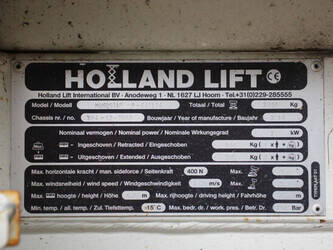 HOLLAND LIFT CE
Holland Lift International BV - Anodeweg 1 - NL 1627 LJ Hoorn - Tel.+31(0)229-285555
Model / Modell Totaal / Total Kg
Chassis nr. / no. Bouwjaar / Year of manufacture / Baujahr
Nominaal vermogen / Nominal power / Nominale Wirkungsgrad kW
Ingeschoven / Retracted / Eingeschoben Kg ( x + kg )
Uitgeschoven / Extended / Ausgeschoben Kg ( x + kg )
Max. horizontale kracht / man. sideforce / Seitenkraft 400 N Max.
Max. windsnelheid / wind speed / Windgeschwindigkeit m/s Max.
Max. hoogte / height / Höhe m Max. rijhoogte / driving height / Fahrhöhe m
Min. temp. / all. temp. / Zul. Tiefsttemp. -15°C Max. bedr. dr. / work. pres. / Betr. Dr. Bar